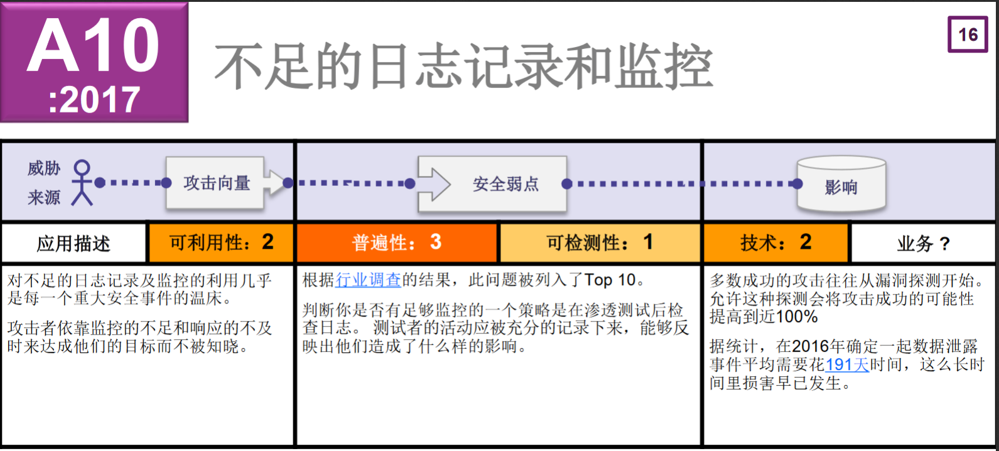 A10
:2017
不足的日志记录和监控
16
威胁
来源
攻击向量
安全弱点
影响
应用描述
可利用性：2
普遍性：3
可检测性：1
技术：2
业务 ?
对不足的日志记录及监控的利用几乎
是每一个重大安全事件的温床。
攻击者依靠监控的不足和响应的不及
时来达成他们的目标而不被知晓。
根据行业调查的结果，此问题被列入了Top 10。
判断你是否有足够监控的一个策略是在渗透测试后检
查日志。 测试者的活动应被充分的记录下来，能够反
映出他们造成了什么样的影响。
多数成功的攻击往往从漏洞探测开始。
允许这种探测会将攻击成功的可能性
提高到近100%
据统计，在2016年确定一起数据泄露
事件平均需要花191天时间，这么长时
间里损害早已发生。